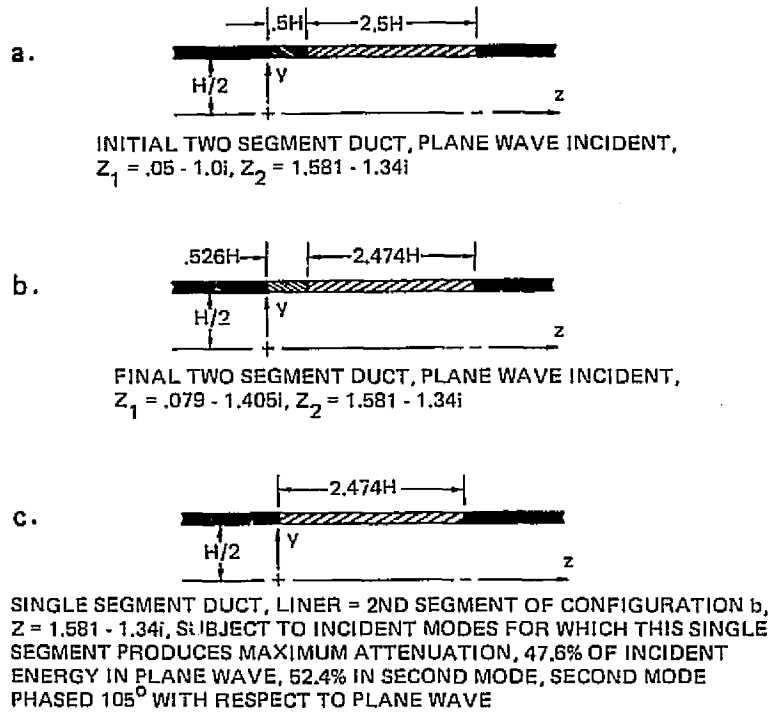 .5H 2.5H
a.
H/2 y
z
INITIAL TWO SEGMENT DUCT, PLANE WAVE INCIDENT,
Z1 = .05 - 1.0i, Z2 = 1.581 - 1.34i
.526H 2.474H
b.
H/2 y
z
FINAL TWO SEGMENT DUCT, PLANE WAVE INCIDENT,
Z1 = .079 - 1.405i, Z2 = 1.581 - 1.34i
2.474H
c.
H/2 y
z
SINGLE SEGMENT DUCT, LINER = 2ND SEGMENT OF CONFIGURATION b,
Z = 1.581 - 1.34i, SUBJECT TO INCIDENT MODES FOR WHICH THIS SINGLE
SEGMENT PRODUCES MAXIMUM ATTENUATION, 47.6% OF INCIDENT
ENERGY IN PLANE WAVE, 52.4% IN SECOND MODE, SECOND MODE
PHASED 105° WITH RESPECT TO PLANE WAVE